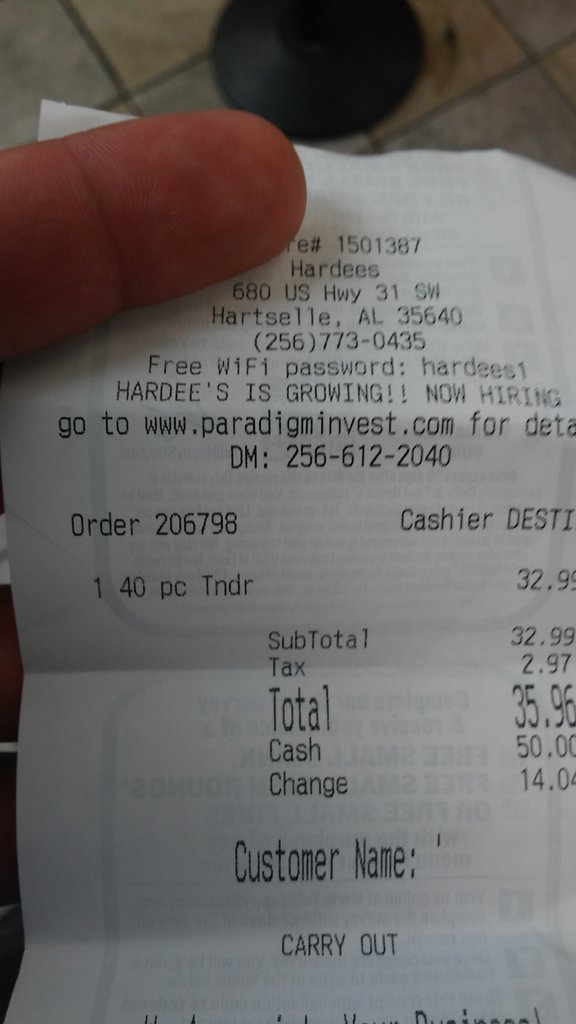 re# 1501387
Hardees
680 US Hwy 31 SW
Hartselle, AL 35640
(256)773-0435
Free WiFi password: hardees1
HARDEE'S IS GROWING!! NOW HIRING
go to www.paradigminvest.com for deta
DM: 256-612-2040
Order 206798 Cashier DESTI
1 40 pc Tndr 32.99
SubTotal 32.99
Tax 2.97
Total 35.96
Cash 50.00
Change 14.04
Customer Name: '
CARRY OUT